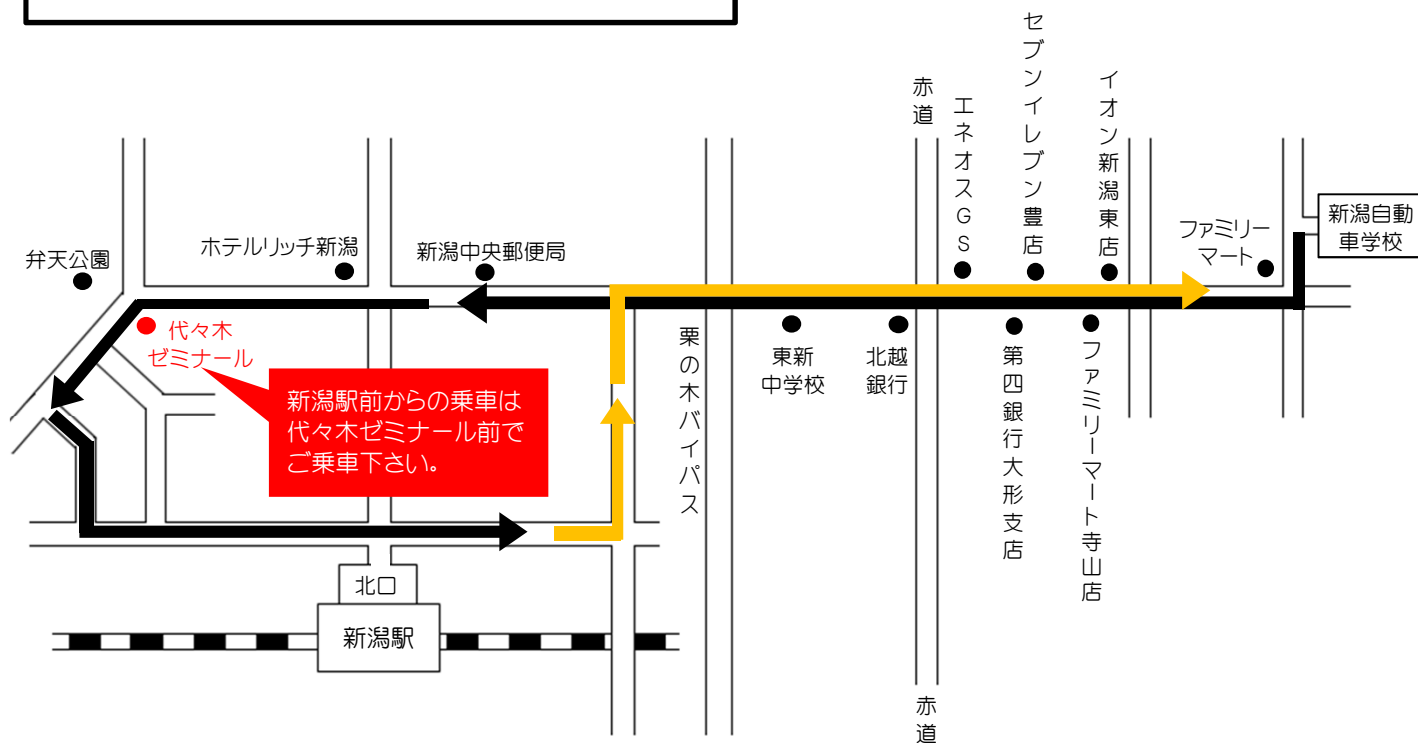 弁天公園
ホテルリッチ新潟
新潟中央郵便局
赤道
エネオスGS
セブンイレブン豊店
イオン新潟東店
ファミリー
マート
新潟自動
車学校
代々木
ゼミナール
新潟駅前からの乗車は
代々木ゼミナール前で
ご乗車下さい。
栗の木バイパス
東新
中学校
北越
銀行
第四銀行大形支店
ファミリーマート寺山店
北口
新潟駅
赤道